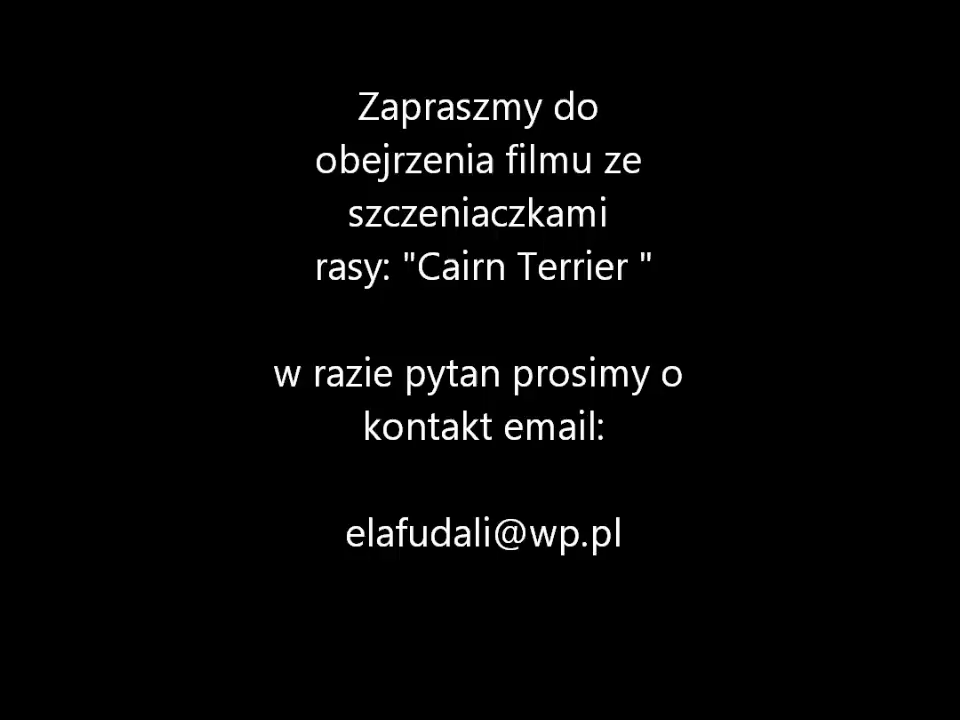 Zapraszmy do
obejrzenia filmu ze
szczeniaczkami
rasy: "Cairn Terrier "
w razie pytan prosimy o
kontakt email:
elafudali@wp.pl